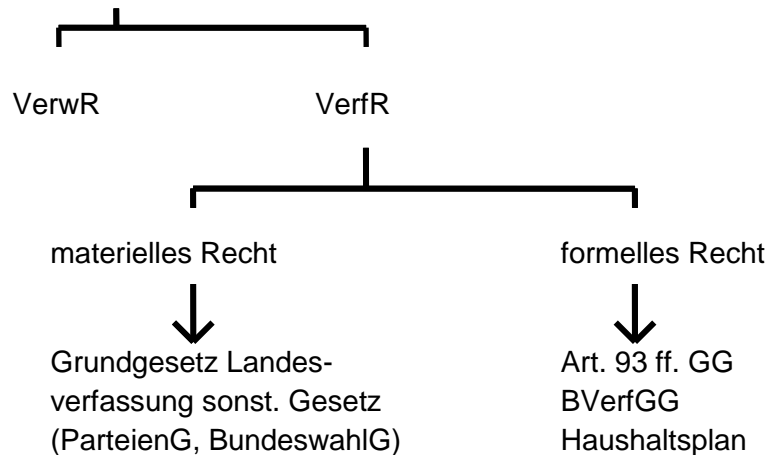 VerwR
VerfR
materielles Recht
formelles Recht
Grundgesetz Landes-
verfassung sonst. Gesetz
(ParteienG, BundeswahlG)
Art. 93 ff. GG
BVerfGG
Haushaltsplan